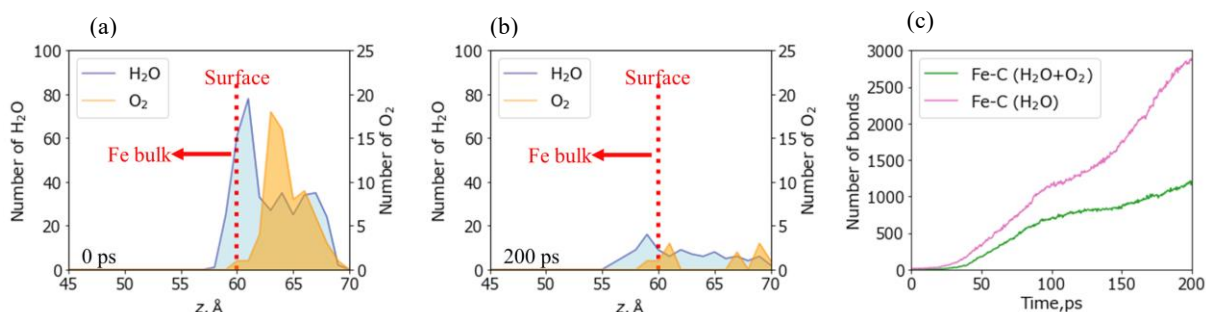 (a)
100
80
60
40
20
0
Number of H2O
H2O
O2
Surface
Fe bulk
0 ps
25
20
15
10
5
0
Number of O2
45 50 55 60 65 70
z, Å
(b)
100
80
60
40
20
0
Number of H2O
H2O
O2
Surface
Fe bulk
200 ps
25
20
15
10
5
0
Number of O2
45 50 55 60 65 70
z, Å
(c)
3000
2500
2000
1500
1000
500
0
Number of bonds
Fe-C (H2O+O2)
Fe-C (H2O)
0 50 100 150 200
Time,ps